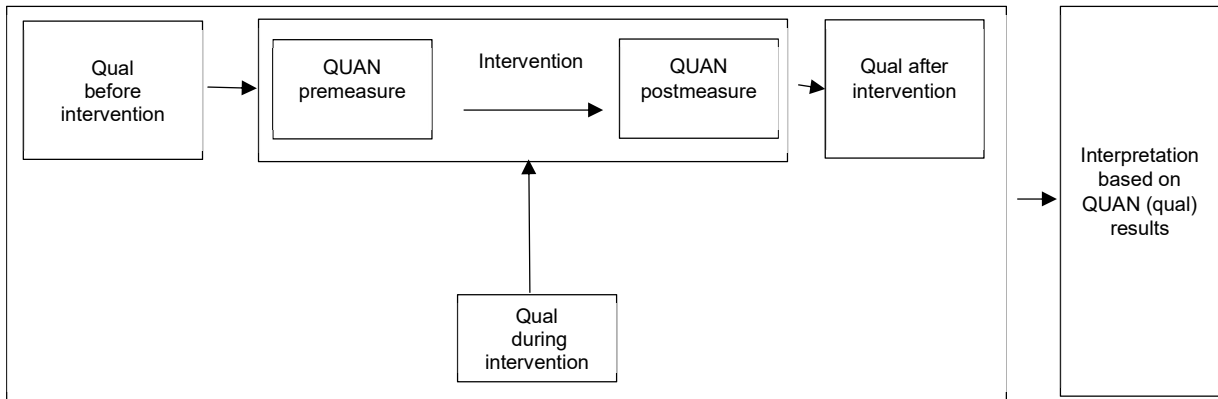 Qual
before
intervention
QUAN
premeasure
Intervention
QUAN
postmeasure
Qual after
intervention
Qual
during
intervention
Interpretation
based on
QUAN (qual)
results